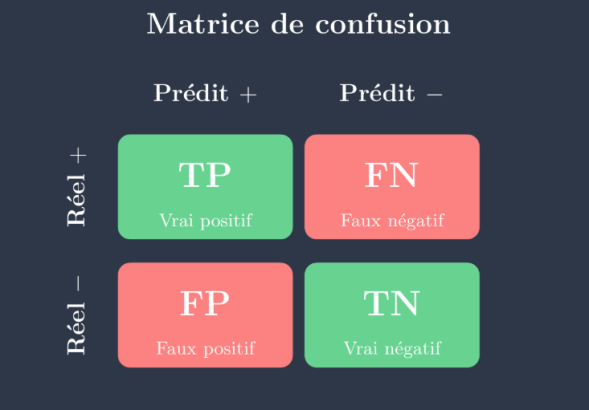 Matrice de confusion
Prédit + Prédit −
Réel +
TP FN
Vrai positif Faux négatif
Réel −
FP TN
Faux positif Vrai négatif